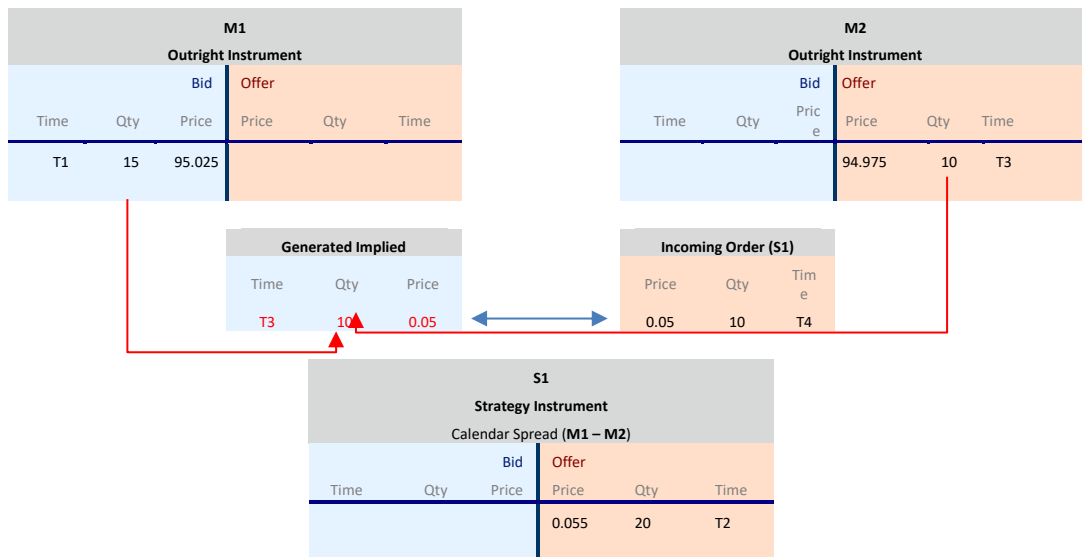 M1
Outright Instrument
Bid Offer
Time Qty Price Price Qty Time
T1 15 95.025
M2
Outright Instrument
Bid Offer
Time Qty Pric
e Price Qty Time
94.975 10 T3
Generated Implied
Time Qty Price
T3 10 0.05
Incoming Order (S1)
Price Qty Tim
e
0.05 10 T4
S1
Strategy Instrument
Calendar Spread (M1 – M2)
Bid Offer
Time Qty Price Price Qty Time
0.055 20 T2